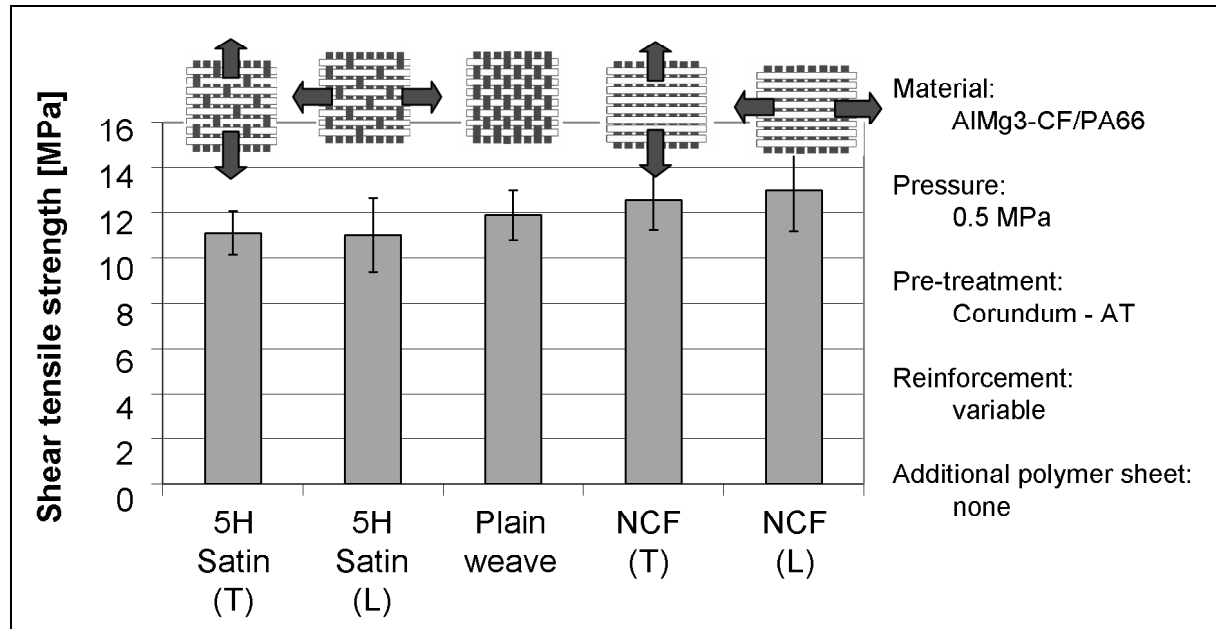 Shear tensile strength [MPa]
16
14
12
10
8
6
4
2
0
5H
Satin
(T)
5H
Satin
(L)
Plain
weave
NCF
(T)
NCF
(L)
Material:
AlMg3-CF/PA66
Pressure:
0.5 MPa
Pre-treatment:
Corundum - AT
Reinforcement:
variable
Additional polymer sheet:
none